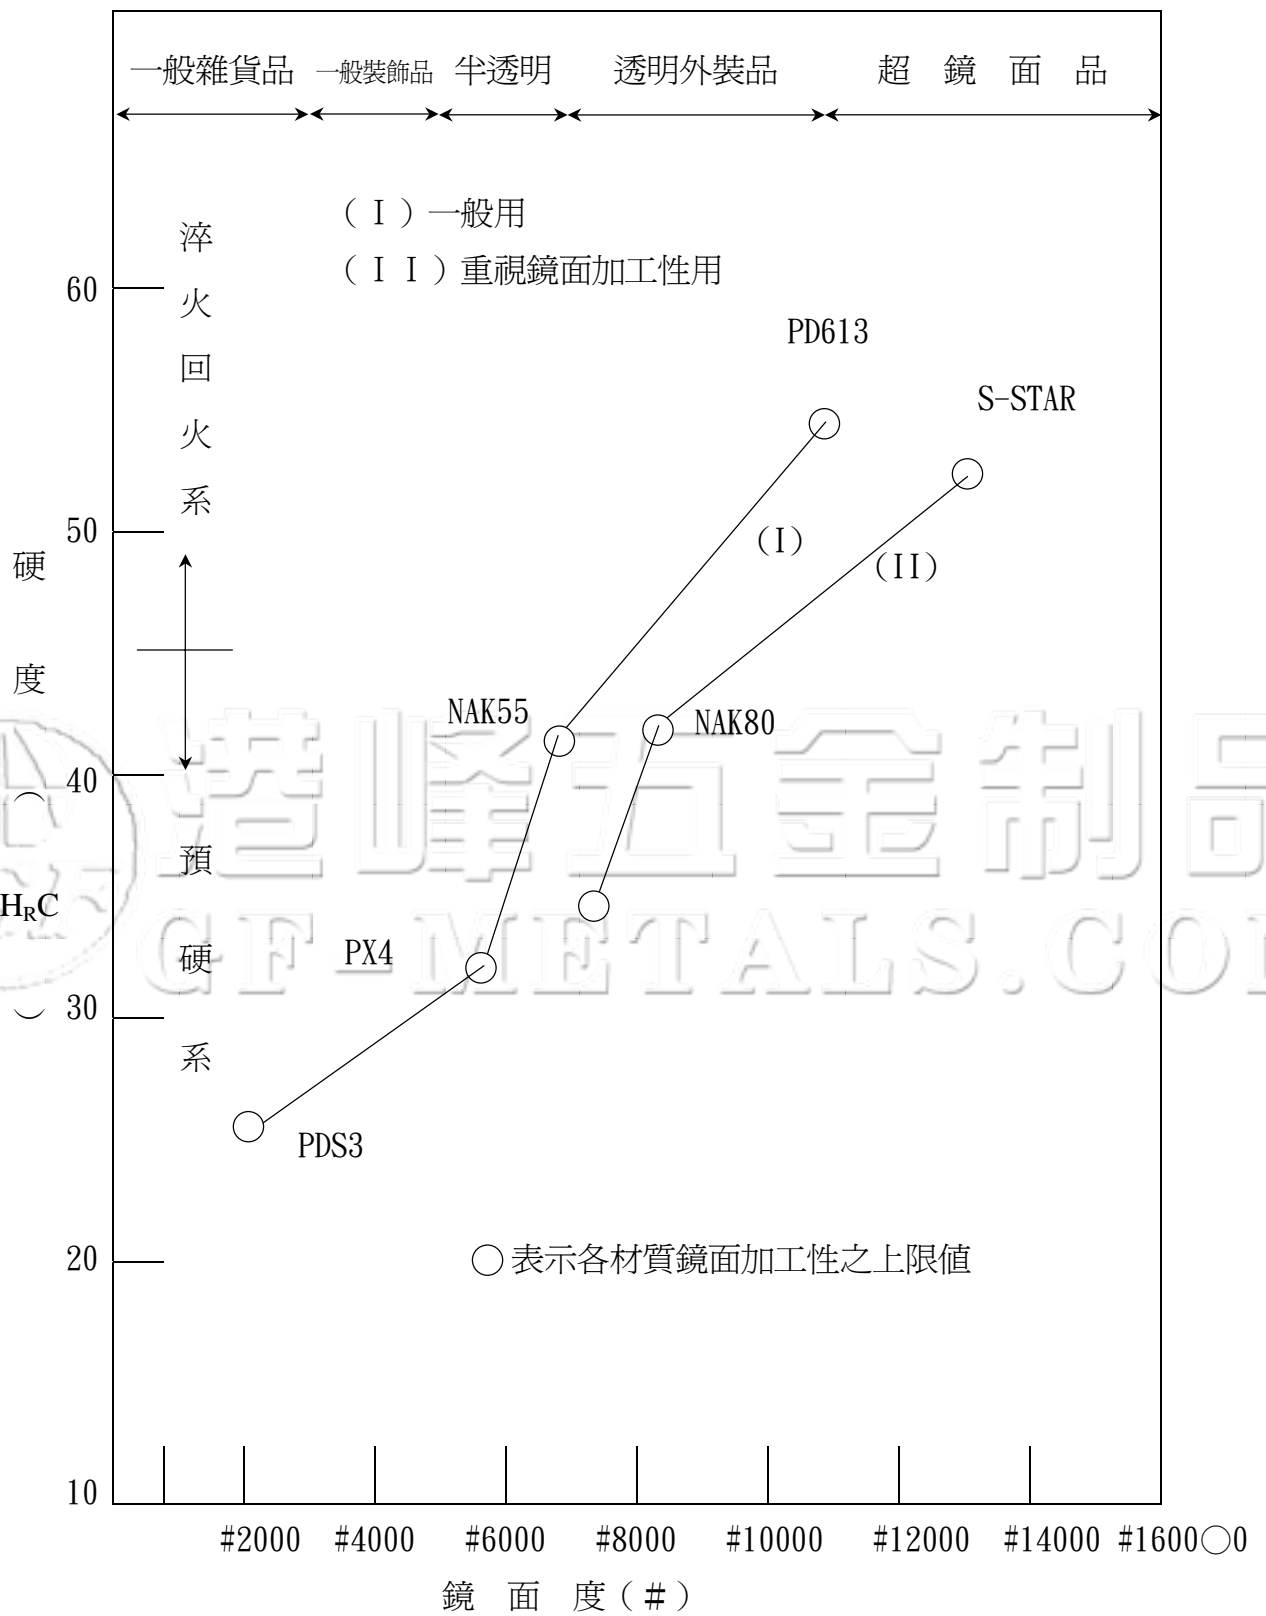 一般雜貨品 一般裝飾品 半透明 透明外裝品 超鏡面品
(I)一般用
(II)重視鏡面加工性用
淬火回火系
預硬系
硬度(HRC)
60
50
40
30
20
10
PD613
S-STAR
(I)
(II)
NAK55
NAK80
PX4
PDS3
○表示各材質鏡面加工性之上限值
#2000 #4000 #6000 #8000 #10000 #12000 #14000 #1600○0
鏡面度(#)
港峰五金制品
GF-METALS.CO